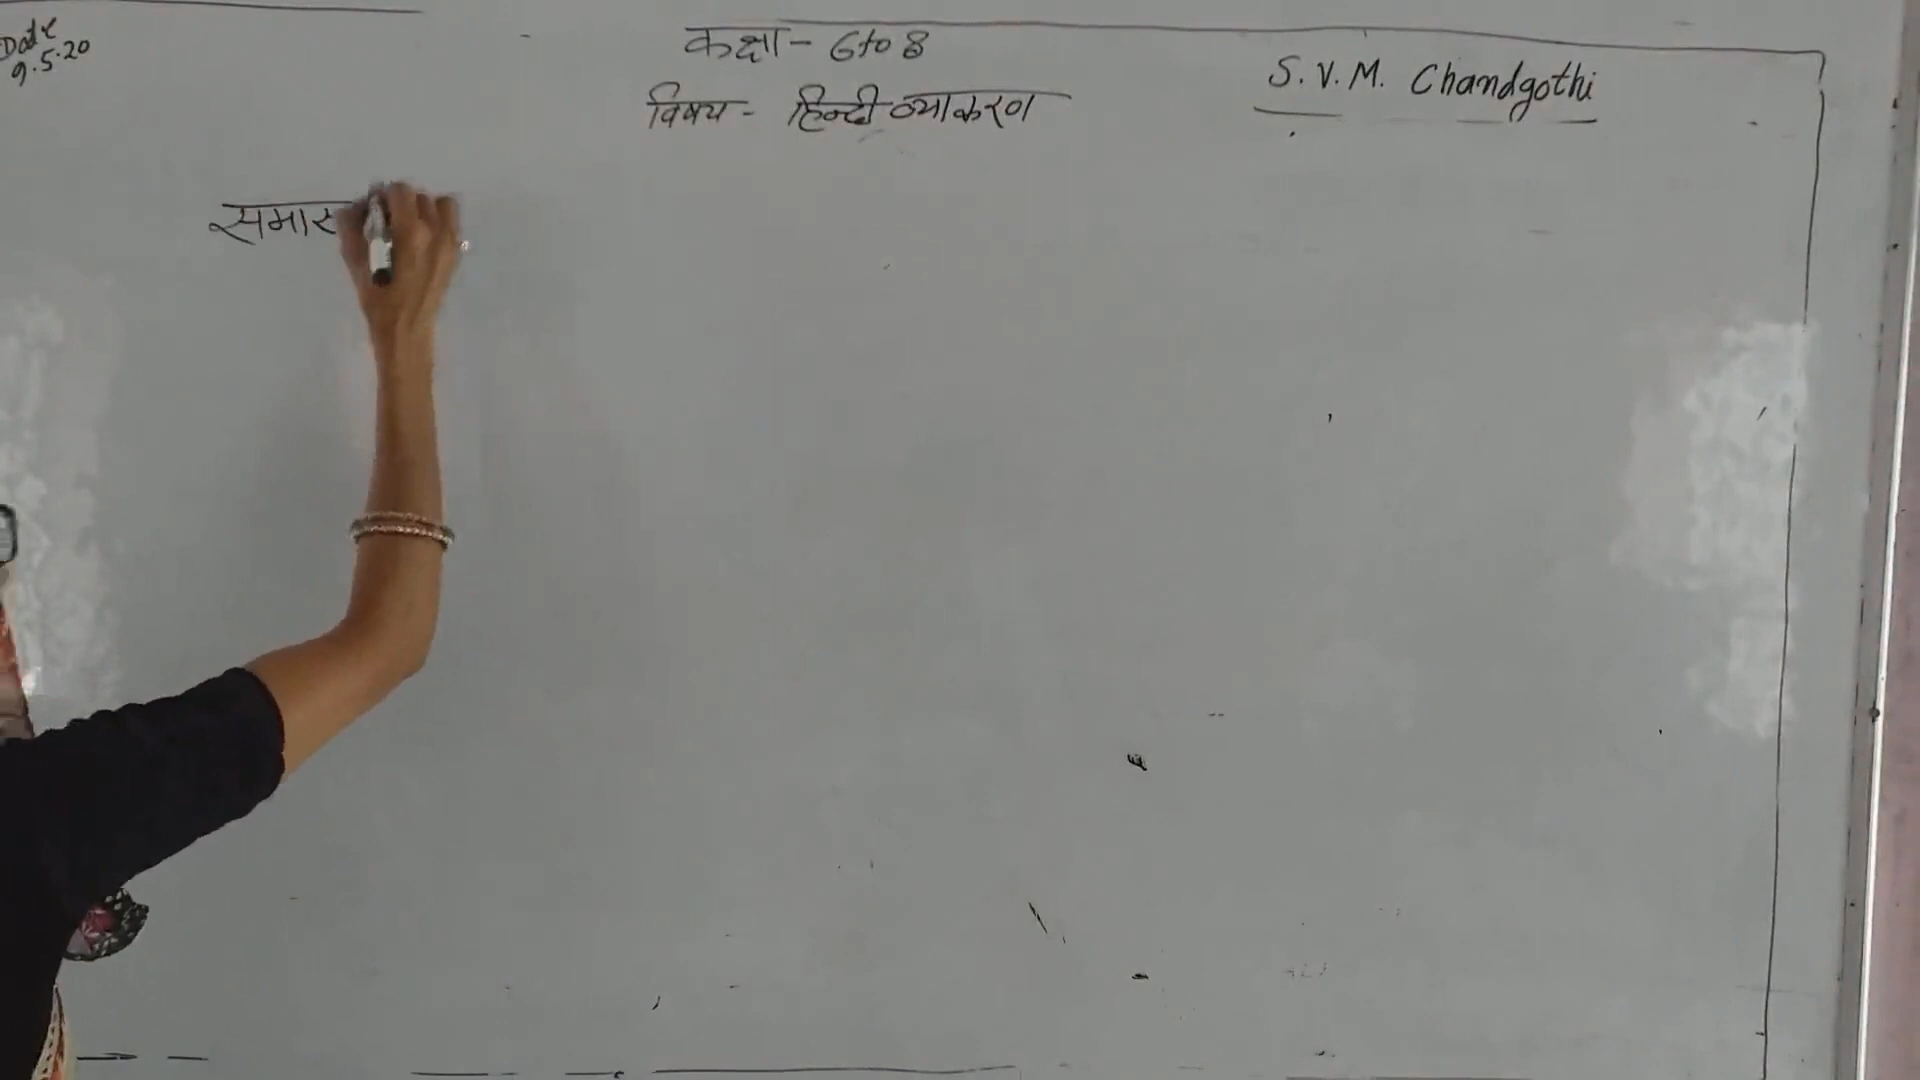 Date
9.5.20
कक्षा - 6 to 8
विषय - हिन्दी व्याकरण
S. V. M. Chandgothi
समास